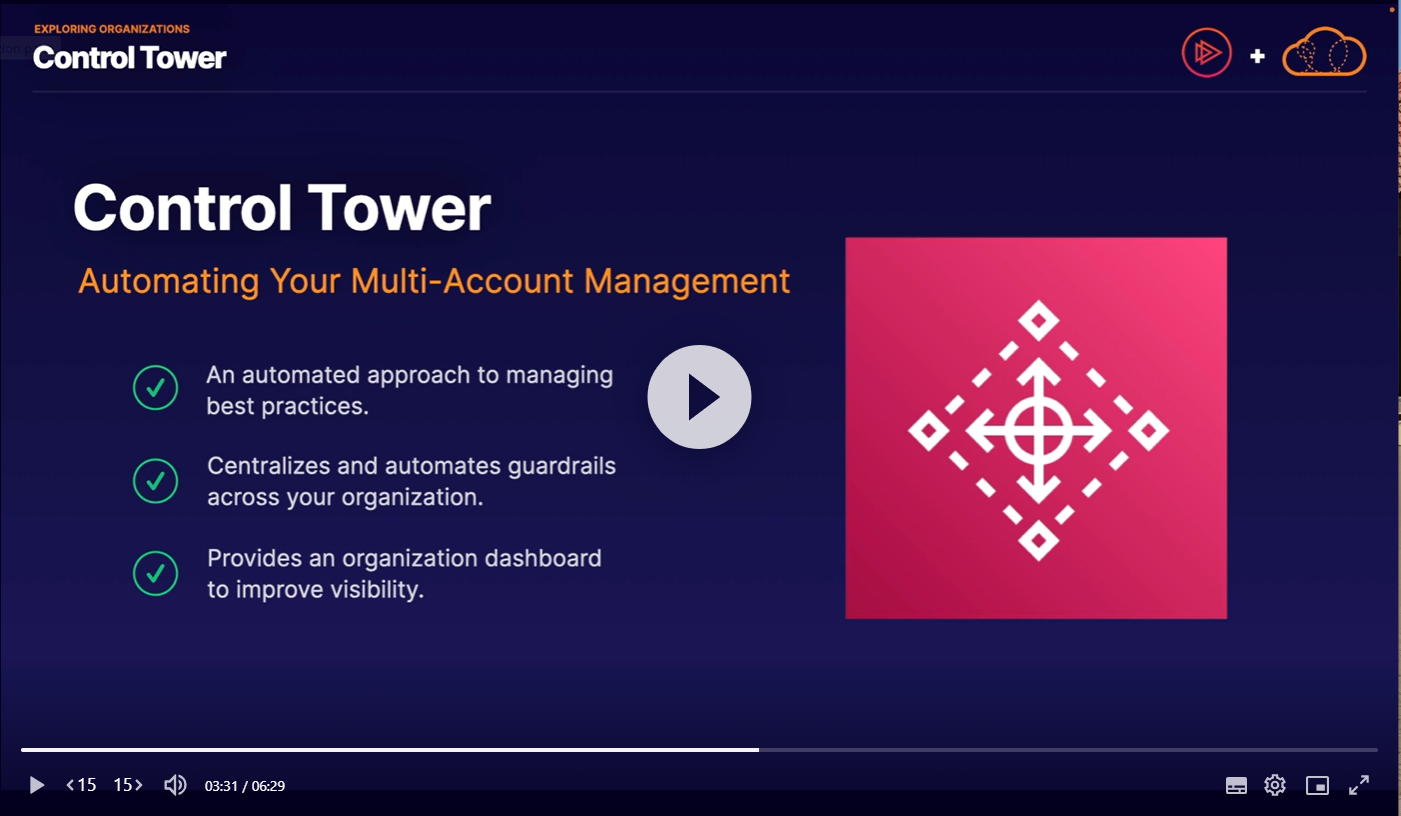 EXPLORING ORGANIZATIONS
Control Tower
Control Tower
Automating Your Multi-Account Management
An automated approach to managing
best practices.
Centralizes and automates guardrails
across your organization.
Provides an organization dashboard
to improve visibility.
15 15
03:31 / 06:29